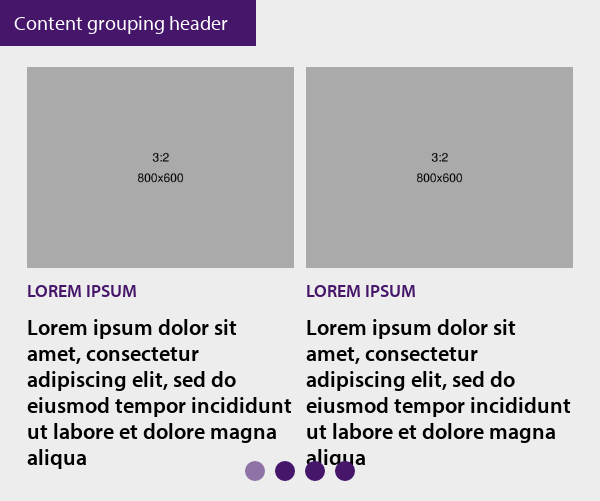 Content grouping header
3:2
800x600
LOREM IPSUM
Lorem ipsum dolor sit
amet, consectetur
adipiscing elit, sed do
eiusmod tempor incididunt
ut labore et dolore magna
aliqua
3:2
800x600
LOREM IPSUM
Lorem ipsum dolor sit
amet, consectetur
adipiscing elit, sed do
eiusmod tempor incididunt
ut labore et dolore magna
aliqua